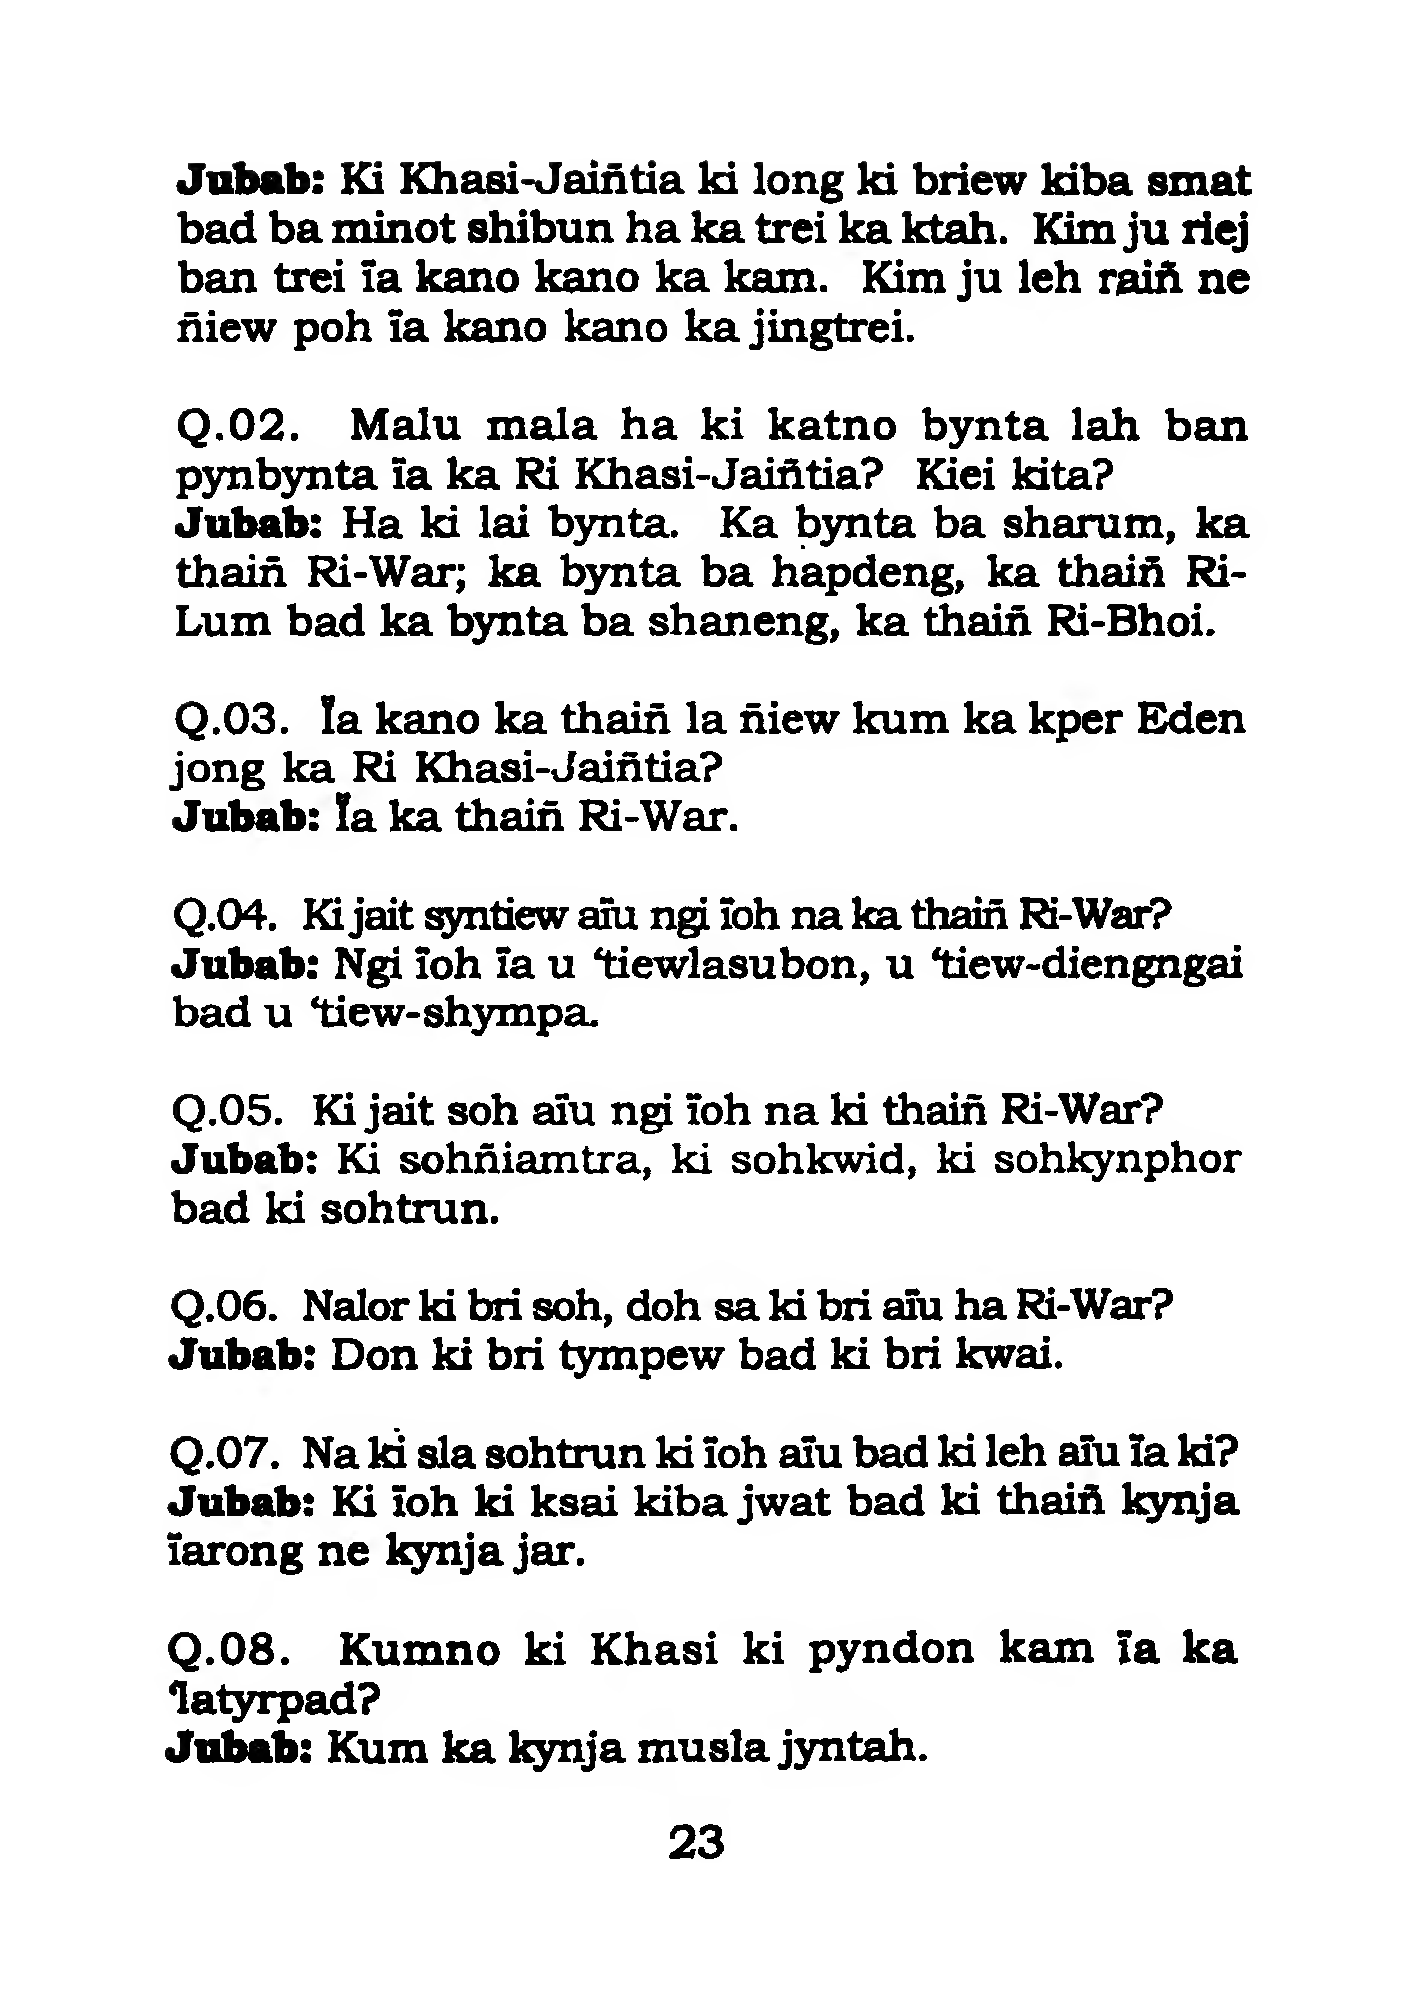 Jubab: Ki Khasi-Jaiñtia ki long ki briew kiba smat
bad ba minot shibun ha ka trei ka ktah. Kim ju riej
ban trei ïa kano kano ka kam. Kim ju leh raiñ ne
ñiew poh ïa kano kano ka jingtrei.
Q.02. Malu mala ha ki katno bynta lah ban
pynbynta ïa ka Ri Khasi-Jaiñtia? Kiei kita?
Jubab: Ha ki lai bynta. Ka bynta ba sharum, ka
thaiñ Ri-War; ka bynta ba hapdeng, ka thaiñ Ri-
Lum bad ka bynta ba shaneng, ka thaiñ Ri-Bhoi.
Q.03. Ïa kano ka thaiñ la ñiew kum ka kper Eden
jong ka Ri Khasi-Jaiñtia?
Jubab: Ïa ka thaiñ Ri-War.
Q.04. Ki jait syntiew aïu ngi ïoh na ka thaiñ Ri-War?
Jubab: Ngi ïoh ïa u ‘tiewlasubon, u ‘tiew-diengngai
bad u ‘tiew-shympa.
Q.05. Ki jait soh aïu ngi ïoh na ki thaiñ Ri-War?
Jubab: Ki sohñiamtra, ki sohkwid, ki sohkynphor
bad ki sohtrun.
Q.06. Nalor ki bri soh, doh sa ki bri aïu ha Ri-War?
Jubab: Don ki bri tympew bad ki bri kwai.
Q.07. Na ki sla sohtrun ki ïoh aïu bad ki leh aïu ïa ki?
Jubab: Ki ïoh ki ksai kiba jwat bad ki thaiñ kynja
ïarong ne kynja jar.
Q.08. Kumno ki Khasi ki pyndon kam ïa ka
‘latyrpad?
Jubab: Kum ka kynja musla jyntah.
23